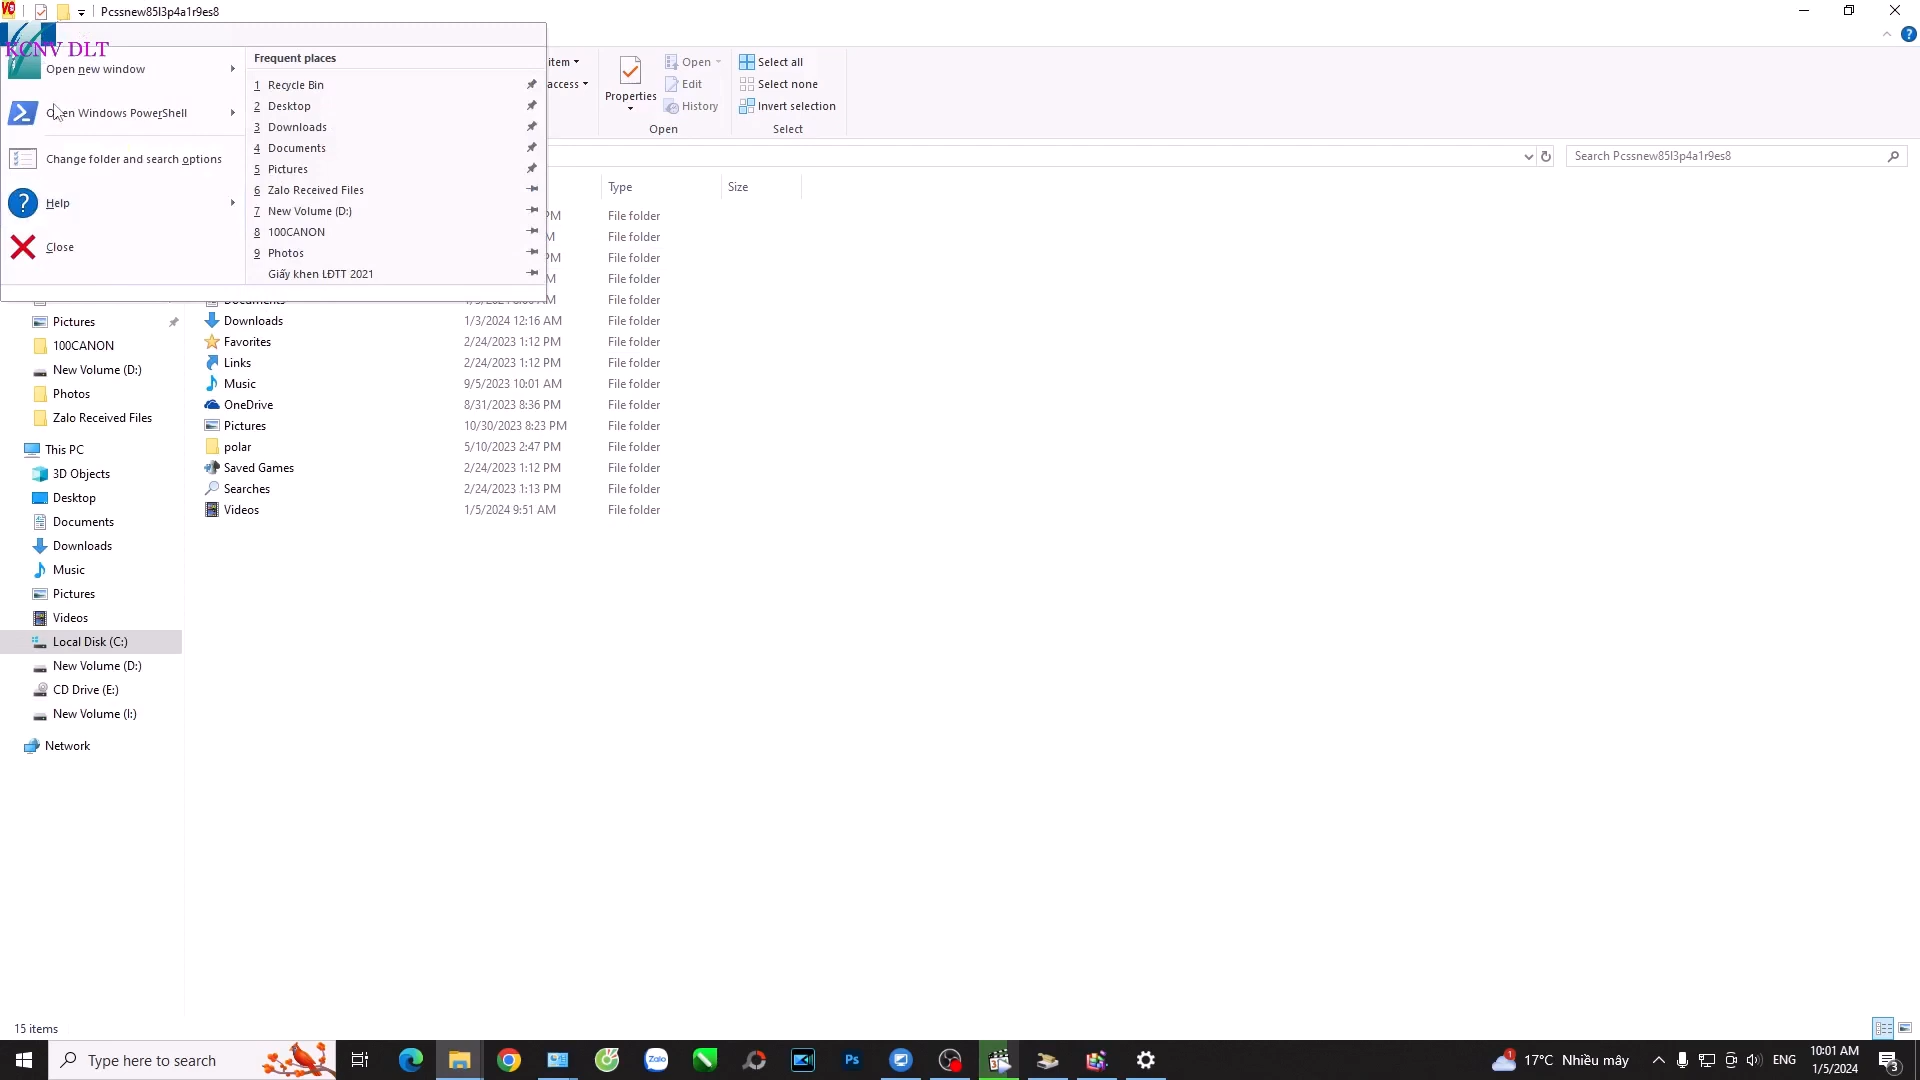 Pcssnew85l3p4a1r9es8
KCNV DLT
Open new window
Open Windows PowerShell
Change folder and search options
Help
Close
Frequent places
1 Recycle Bin
2 Desktop
3 Downloads
4 Documents
5 Pictures
6 Zalo Received Files
7 New Volume (D:)
8 100CANON
9 Photos
Giấy khen LĐTT 2021
item
access
Properties
Open
Edit
History
Open
Select all
Select none
Invert selection
Select
Search Pcssnew85l3p4a1r9es8
Type
Size
PM File folder
M File folder
PM File folder
M File folder
File folder
Downloads 1/3/2024 12:16 AM File folder
Favorites 2/24/2023 1:12 PM File folder
Links 2/24/2023 1:12 PM File folder
Music 9/5/2023 10:01 AM File folder
OneDrive 8/31/2023 8:36 PM File folder
Pictures 10/30/2023 8:23 PM File folder
polar 5/10/2023 2:47 PM File folder
Saved Games 2/24/2023 1:12 PM File folder
Searches 2/24/2023 1:13 PM File folder
Videos 1/5/2024 9:51 AM File folder
Pictures
100CANON
New Volume (D:)
Photos
Zalo Received Files
This PC
3D Objects
Desktop
Documents
Downloads
Music
Pictures
Videos
Local Disk (C:)
New Volume (D:)
CD Drive (E:)
New Volume (I:)
Network
15 items
Type here to search
Zalo
Ps
1
17°C Nhiều mây
ENG
10:01 AM
1/5/2024
3